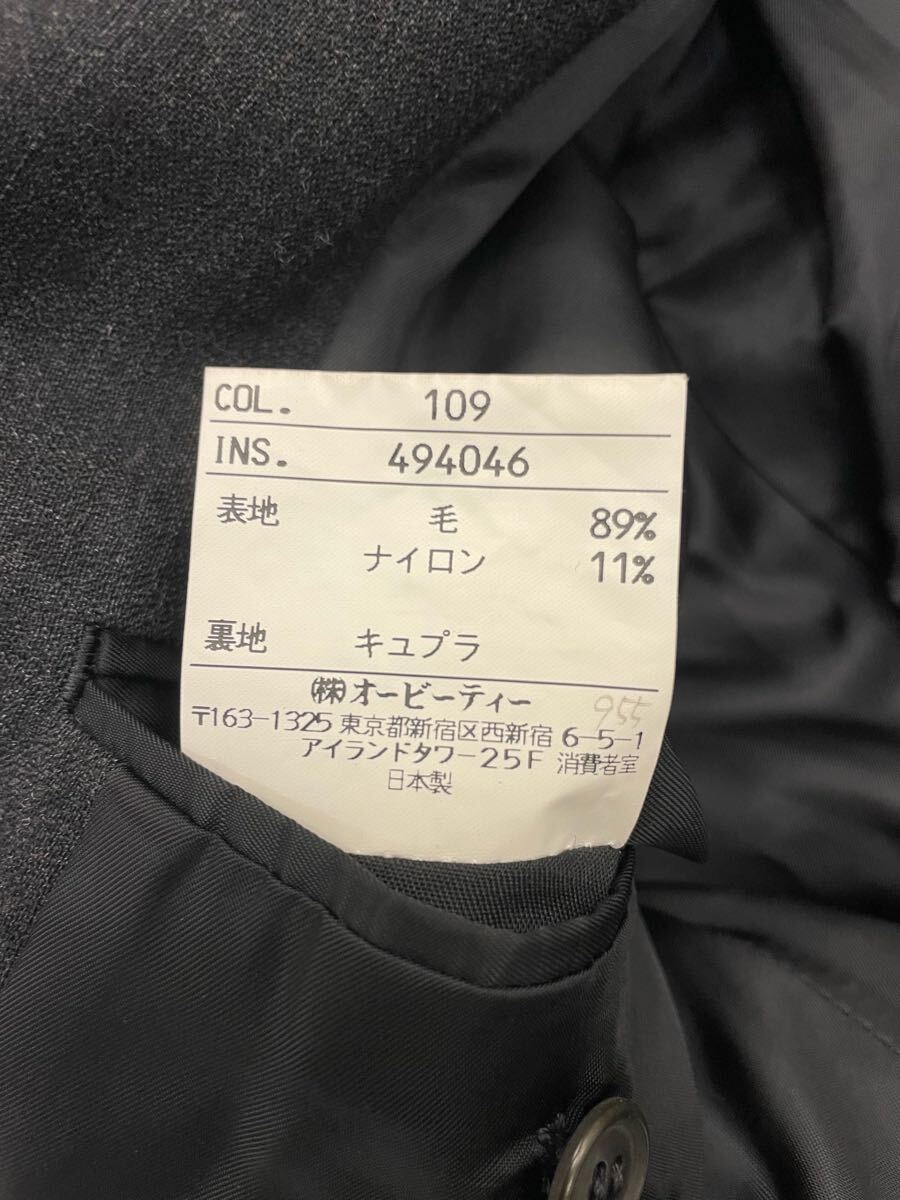 COL. 109
INS. 494046
表地 毛 89%
ナイロン 11%
裏地 キュプラ
㈱オービーティー
955
〒163-1325 東京都新宿区西新宿 6-5-1
アイランドタワー25F 消費者室
日本製